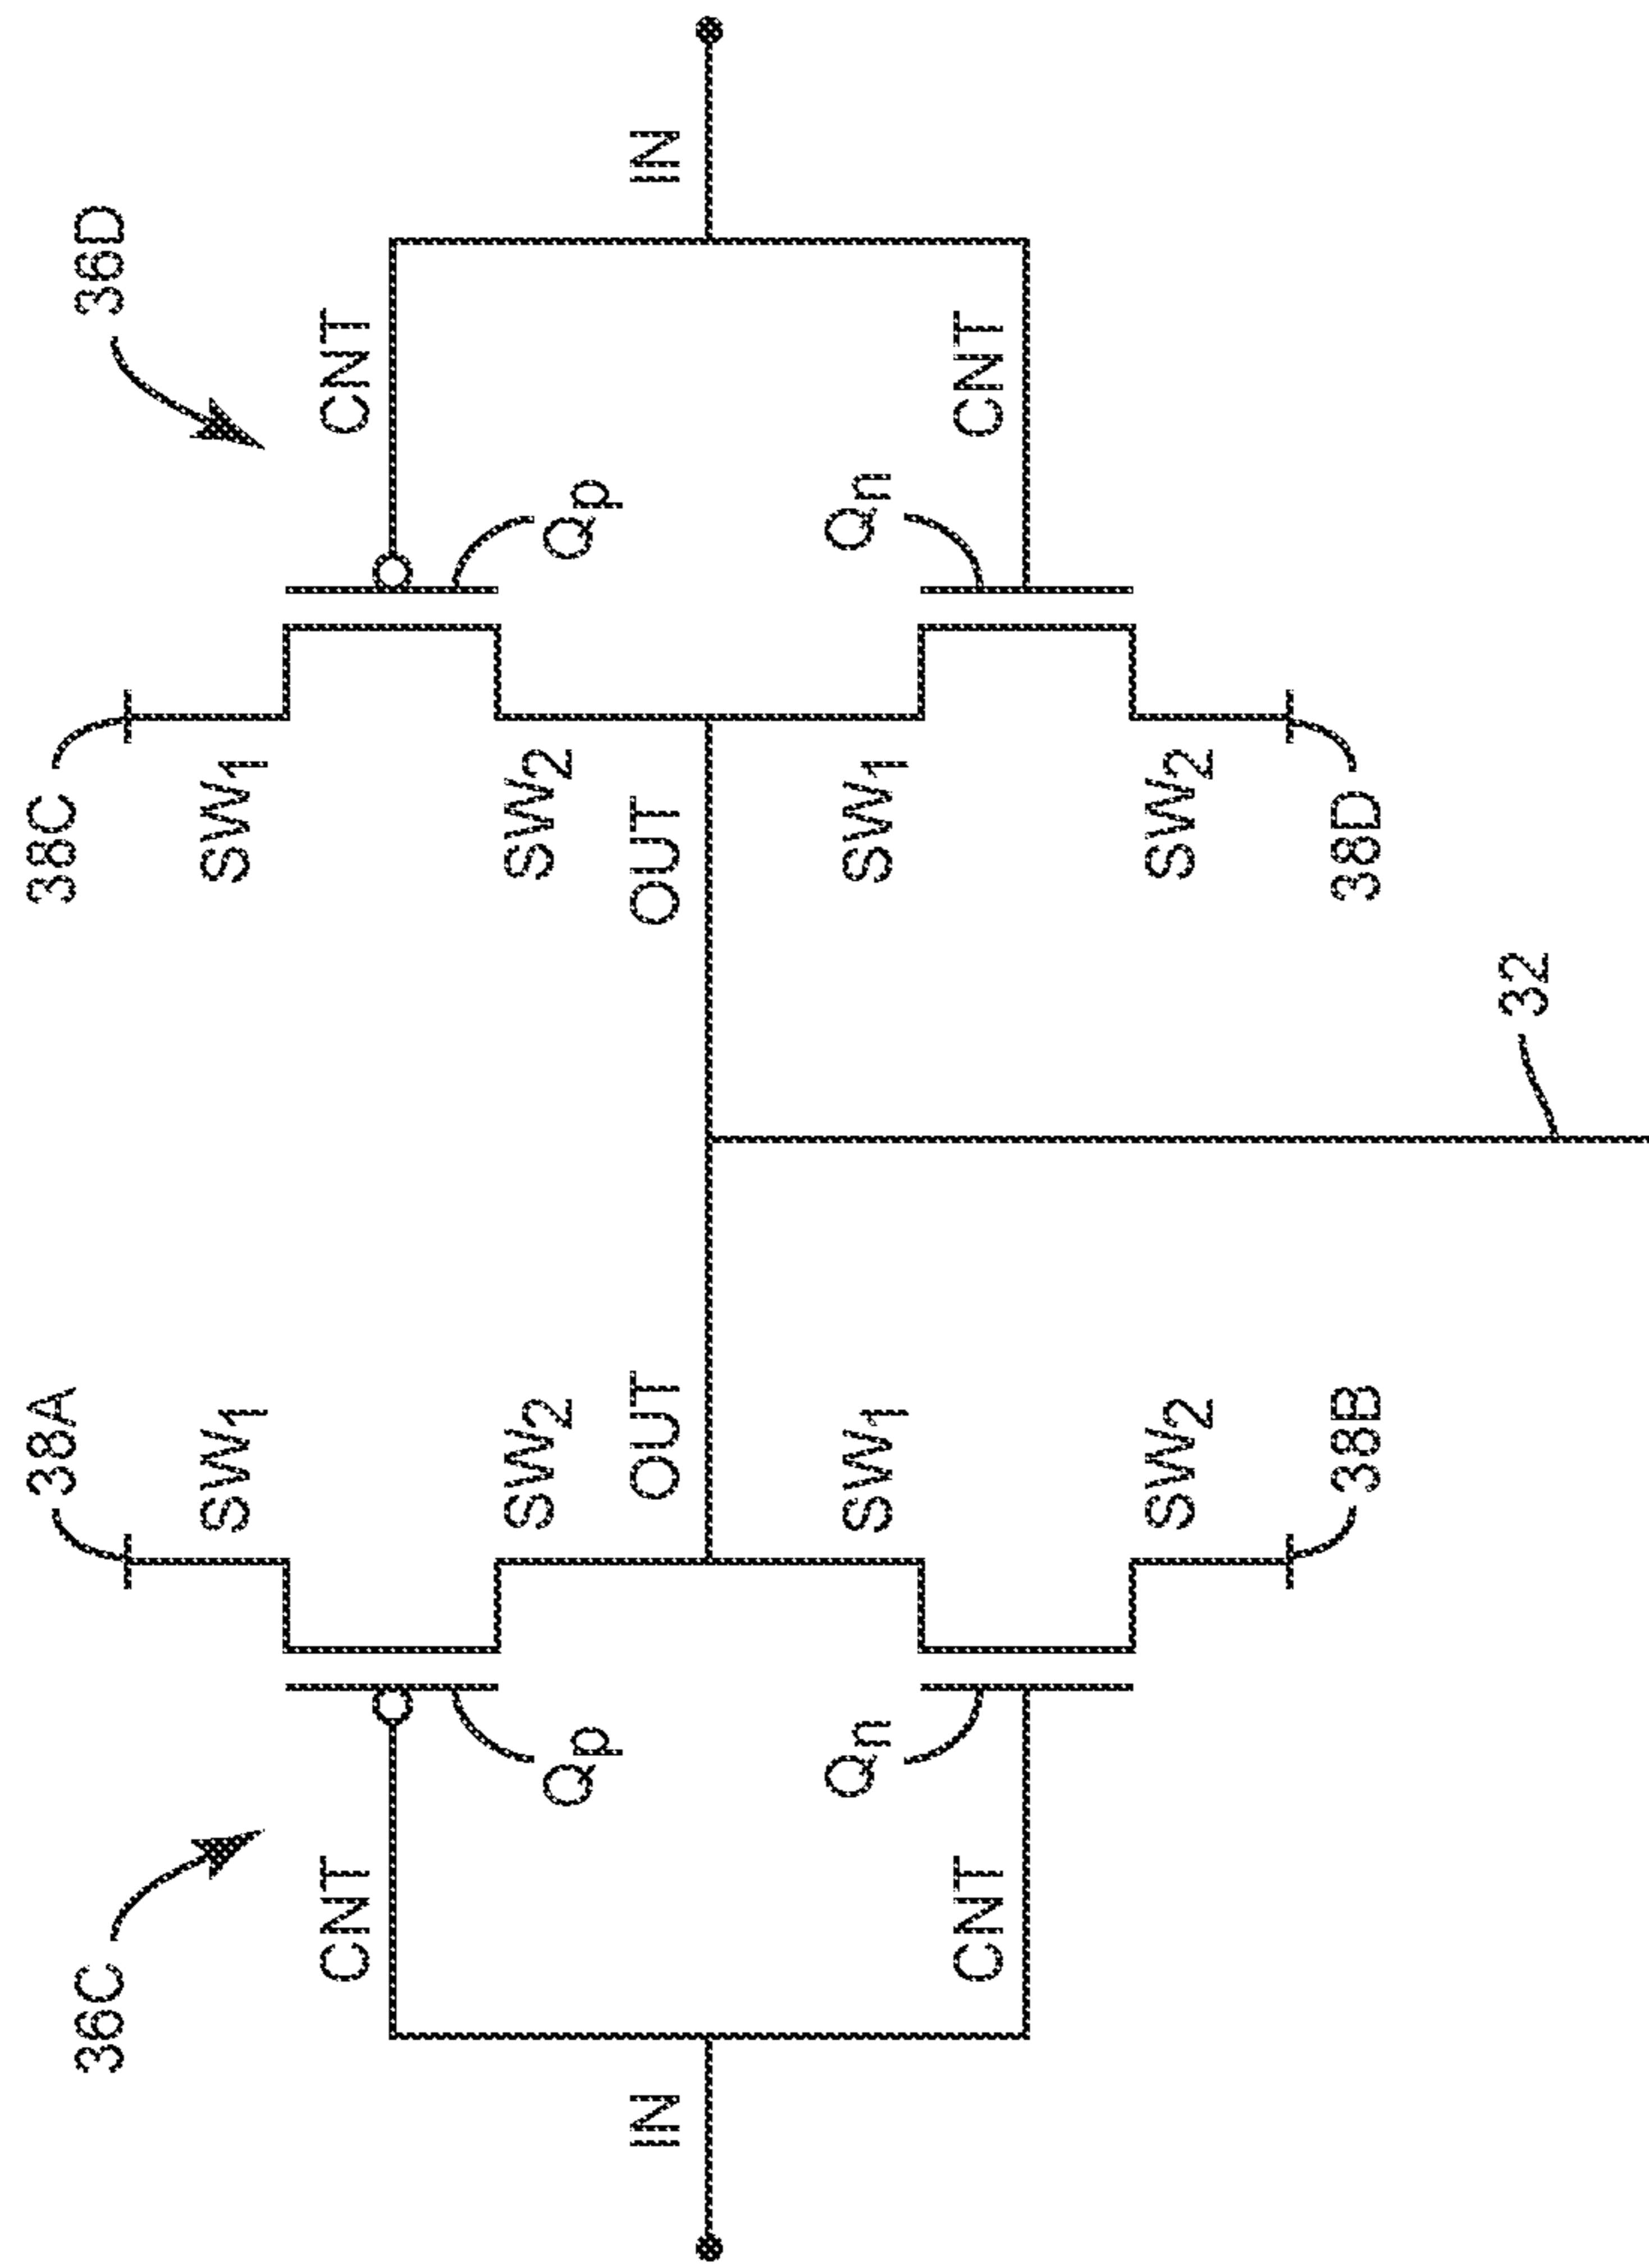 38A
38C
36C
36D
SW1
SW1
CNT
CNT
SW2
SW2
Qp
Qp
IN
OUT
OUT
IN
Qn
SW1
SW1
Qn
CNT
CNT
SW2
SW2
38B
38D
32